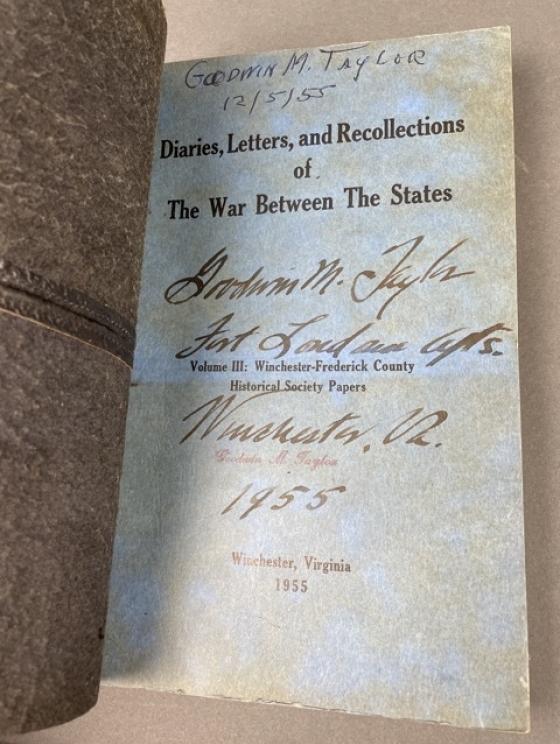 Goodwin M. Taylor
12/5/55
Diaries, Letters, and Recollections
of
The War Between The States
Goodwin M. Taylor
Fort Loudoun Apts.
Volume III: Winchester-Frederick County
Historical Society Papers
Winchester, Va.
Goodwin M. Taylor
1955
Winchester, Virginia
1955